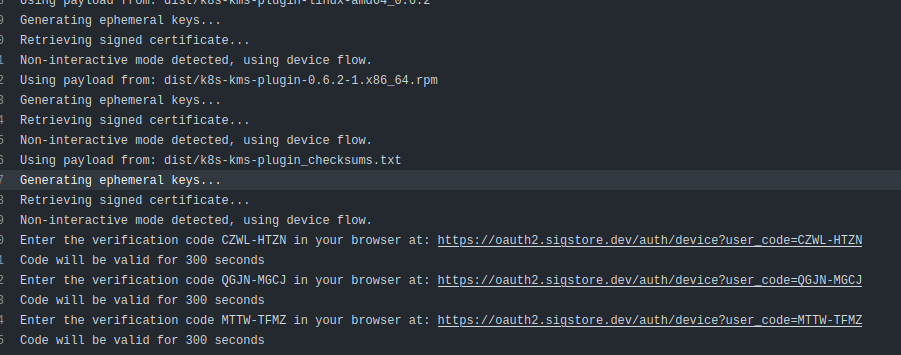 Using payload from: dist/k8s-kms-plugin-linux-amd64_0.6.2
9 Generating ephemeral keys...
0 Retrieving signed certificate...
1 Non-interactive mode detected, using device flow.
2 Using payload from: dist/k8s-kms-plugin-0.6.2-1.x86_64.rpm
3 Generating ephemeral keys...
4 Retrieving signed certificate...
5 Non-interactive mode detected, using device flow.
6 Using payload from: dist/k8s-kms-plugin_checksums.txt
7 Generating ephemeral keys...
8 Retrieving signed certificate...
9 Non-interactive mode detected, using device flow.
0 Enter the verification code CZWL-HTZN in your browser at: https://oauth2.sigstore.dev/auth/device?user_code=CZWL-HTZN
1 Code will be valid for 300 seconds
2 Enter the verification code QGJN-MGCJ in your browser at: https://oauth2.sigstore.dev/auth/device?user_code=QGJN-MGCJ
3 Code will be valid for 300 seconds
4 Enter the verification code MTTW-TFMZ in your browser at: https://oauth2.sigstore.dev/auth/device?user_code=MTTW-TFMZ
5 Code will be valid for 300 seconds